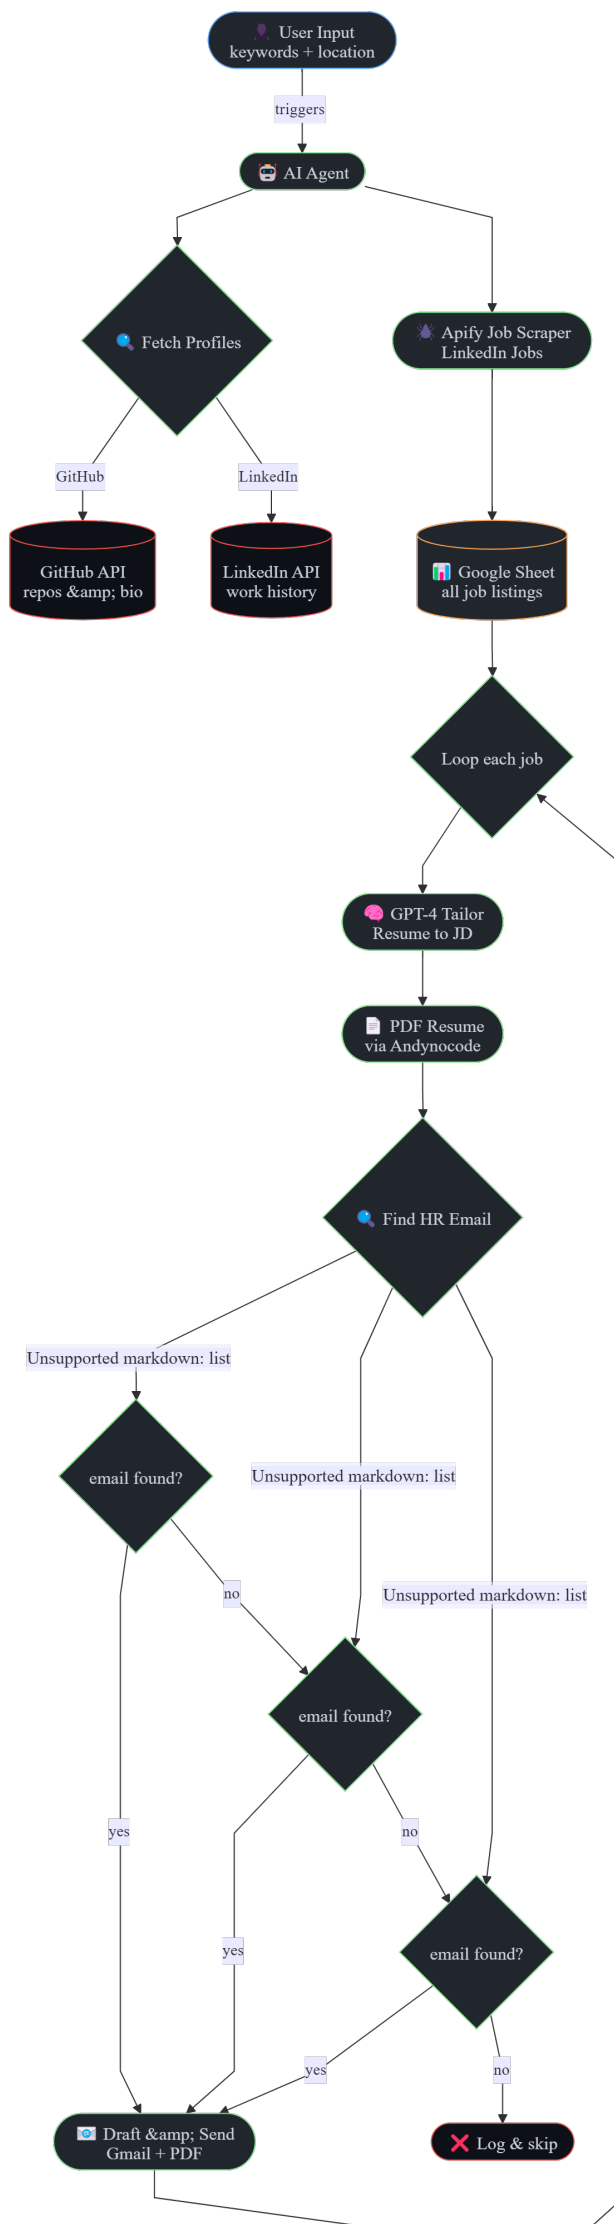 👤 User Input
keywords + location
triggers
🤖 AI Agent
🔍 Fetch Profiles
🕷 Apify Job Scraper
LinkedIn Jobs
GitHub
LinkedIn
GitHub API
repos &amp; bio
LinkedIn API
work history
📊 Google Sheet
all job listings
Loop each job
🧠 GPT-4 Tailor
Resume to JD
📄 PDF Resume
via Andynocode
🔍 Find HR Email
Unsupported markdown: list
email found?
Unsupported markdown: list
no
Unsupported markdown: list
email found?
yes
no
yes
email found?
yes
no
📧 Draft &amp; Send
Gmail + PDF
❌ Log & skip